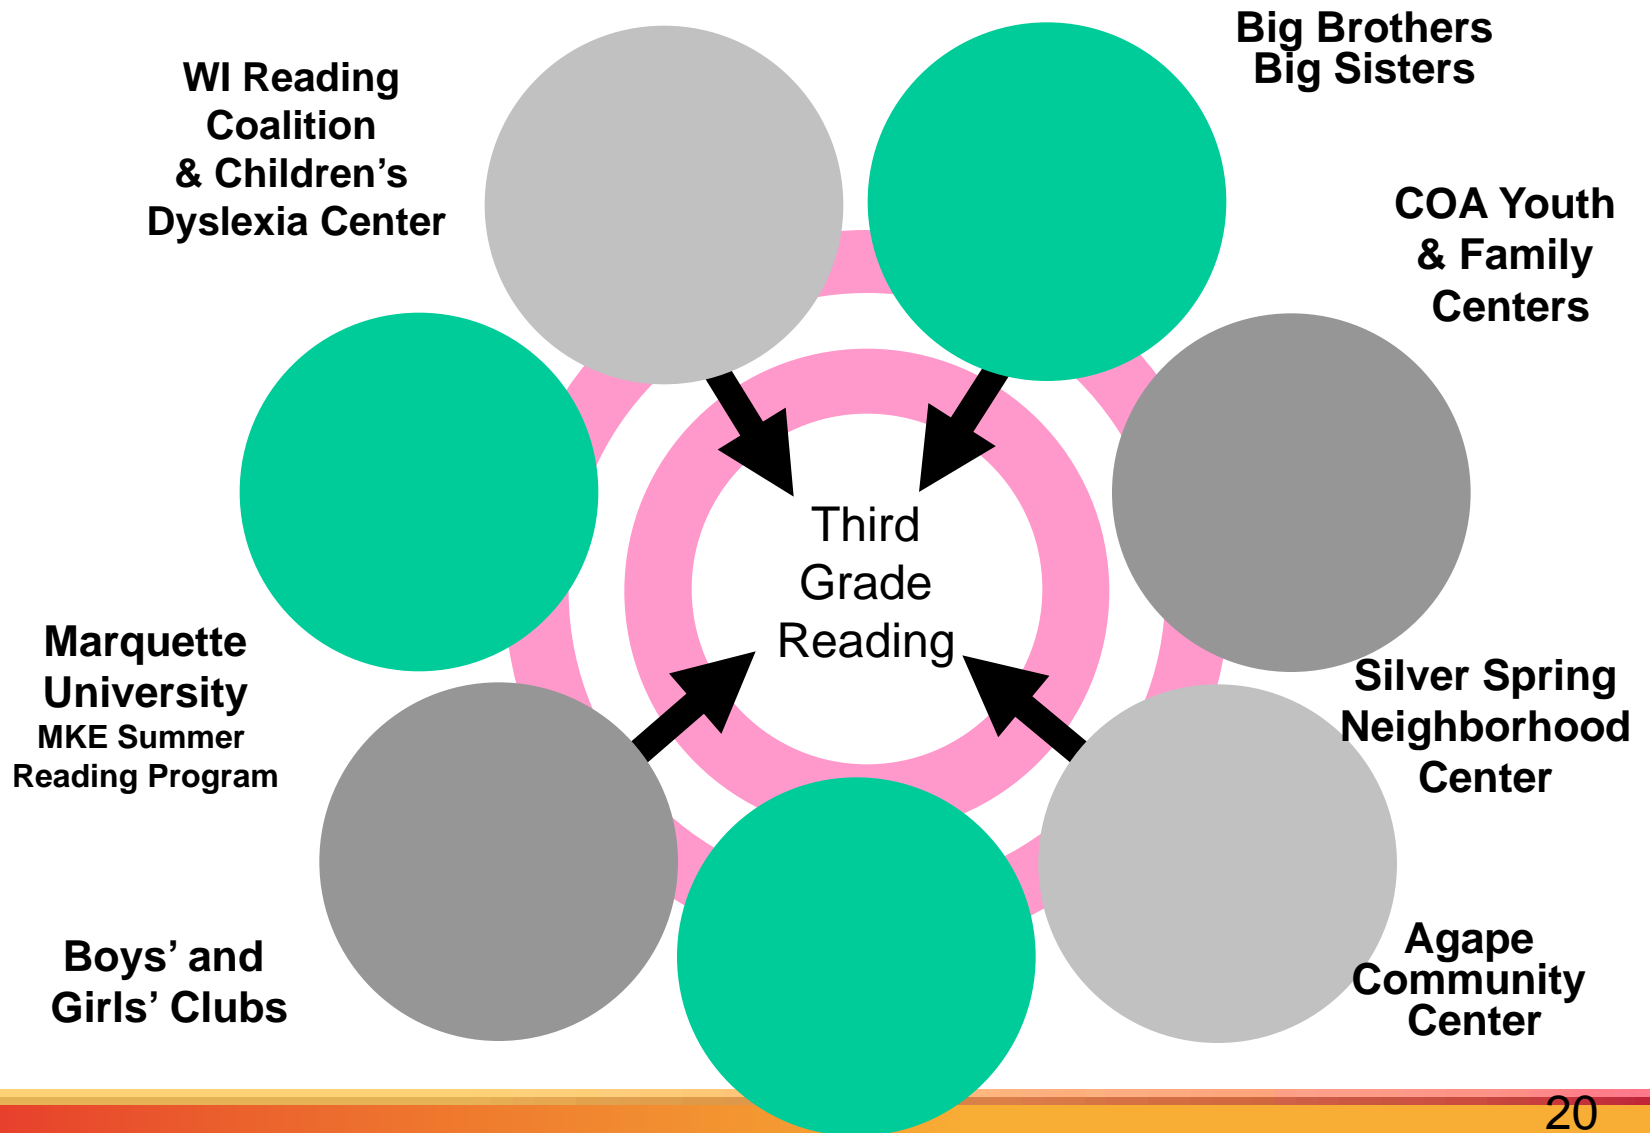 Big Brothers
Big Sisters
WI Reading
Coalition
& Children’s
Dyslexia Center
COA Youth
& Family
Centers
Third
Grade
Reading
Marquette
University
MKE Summer
Reading Program
Silver Spring
Neighborhood
Center
Boys’ and
Girls’ Clubs
Agape
Community
Center
20